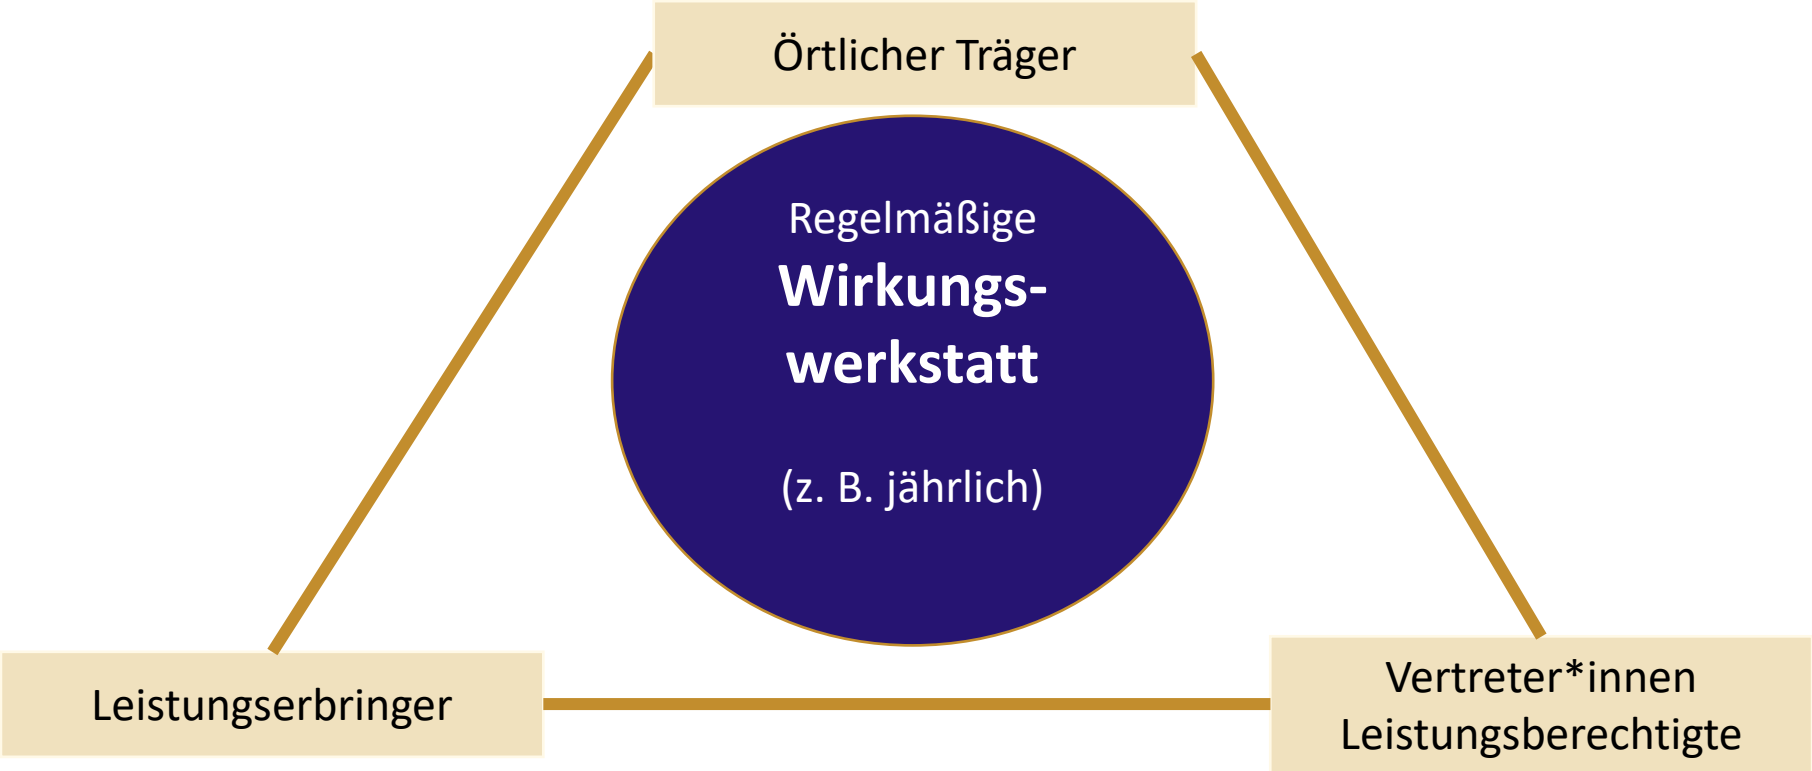 Örtlicher Träger
Regelmäßige
Wirkungs-
werkstatt
(z. B. jährlich)
Leistungserbringer
Vertreter*innen
Leistungsberechtigte